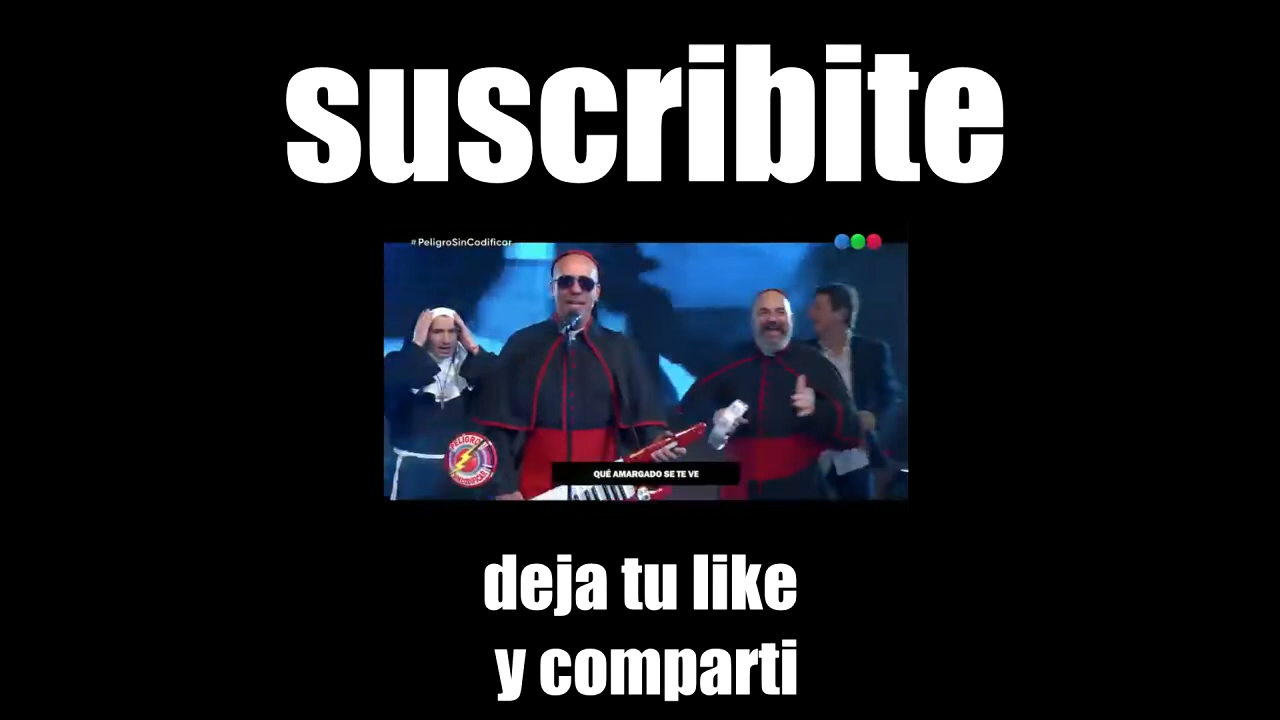 suscribite
#PeligroSinCodificar
PELIGRO
QUÉ AMARGADO SE TE VE
deja tu like
y comparti